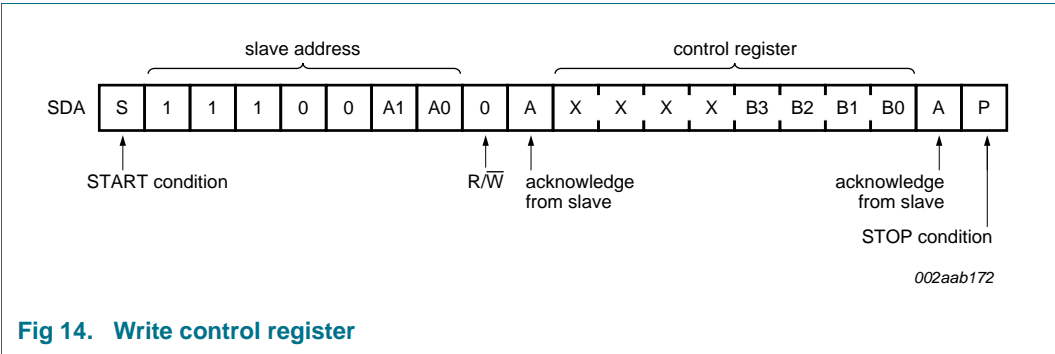 slave address control register
SDA S 1 1 1 0 0 A1 A0 0 A X X X X B3 B2 B1 B0 A P
START condition R/W̅ acknowledge from slave acknowledge from slave
STOP condition
002aab172
Fig 14. Write control register